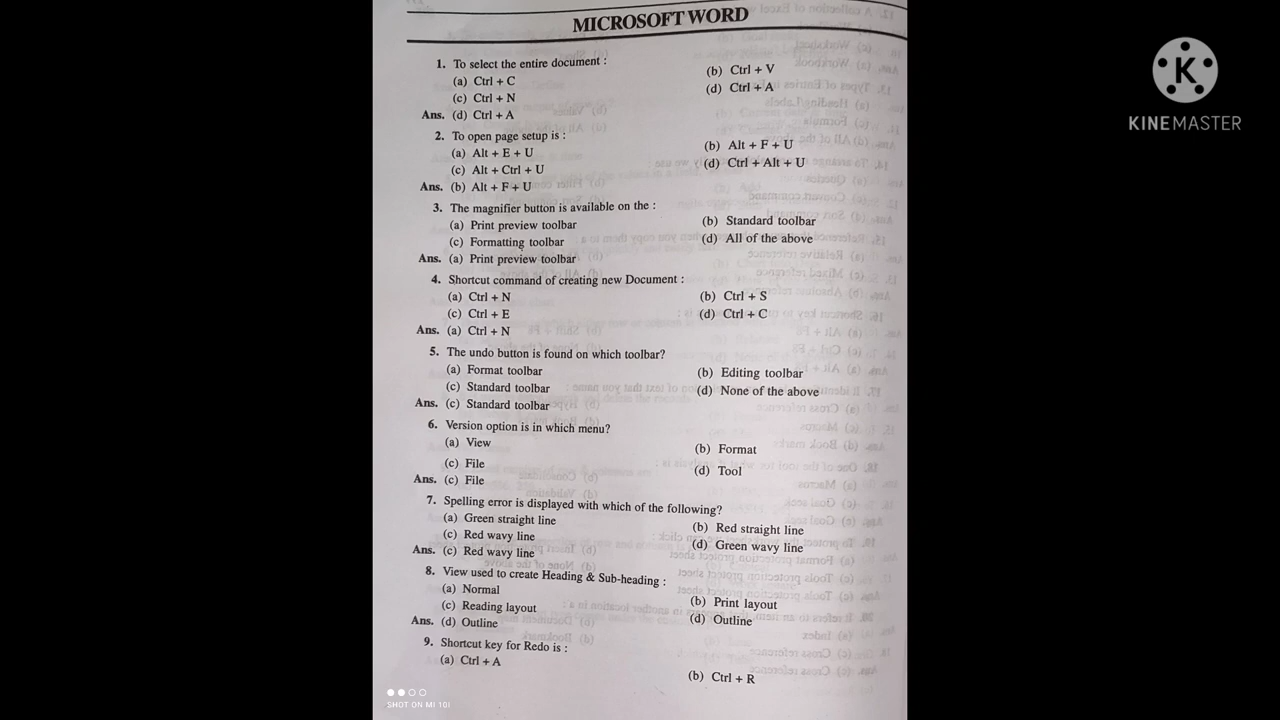 MICROSOFT WORD
1. To select the entire document :
(a) Ctrl + C (b) Ctrl + V
(c) Ctrl + N (d) Ctrl + A
Ans. (d) Ctrl + A
2. To open page setup is :
(a) Alt + E + U (b) Alt + F + U
(c) Alt + Ctrl + U (d) Ctrl + Alt + U
Ans. (b) Alt + F + U
3. The magnifier button is available on the :
(a) Print preview toolbar (b) Standard toolbar
(c) Formatting toolbar (d) All of the above
Ans. (a) Print preview toolbar
4. Shortcut command of creating new Document :
(a) Ctrl + N (b) Ctrl + S
(c) Ctrl + E (d) Ctrl + C
Ans. (a) Ctrl + N
5. The undo button is found on which toolbar?
(a) Format toolbar (b) Editing toolbar
(c) Standard toolbar (d) None of the above
Ans. (c) Standard toolbar
6. Version option is in which menu?
(a) View (b) Format
(c) File (d) Tool
Ans. (c) File
7. Spelling error is displayed with which of the following?
(a) Green straight line (b) Red straight line
(c) Red wavy line (d) Green wavy line
Ans. (c) Red wavy line
8. View used to create Heading & Sub-heading :
(a) Normal (b) Print layout
(c) Reading layout (d) Outline
Ans. (d) Outline
9. Shortcut key for Redo is :
(a) Ctrl + A (b) Ctrl + R
SHOT ON MI 10I
K
KINEMASTER